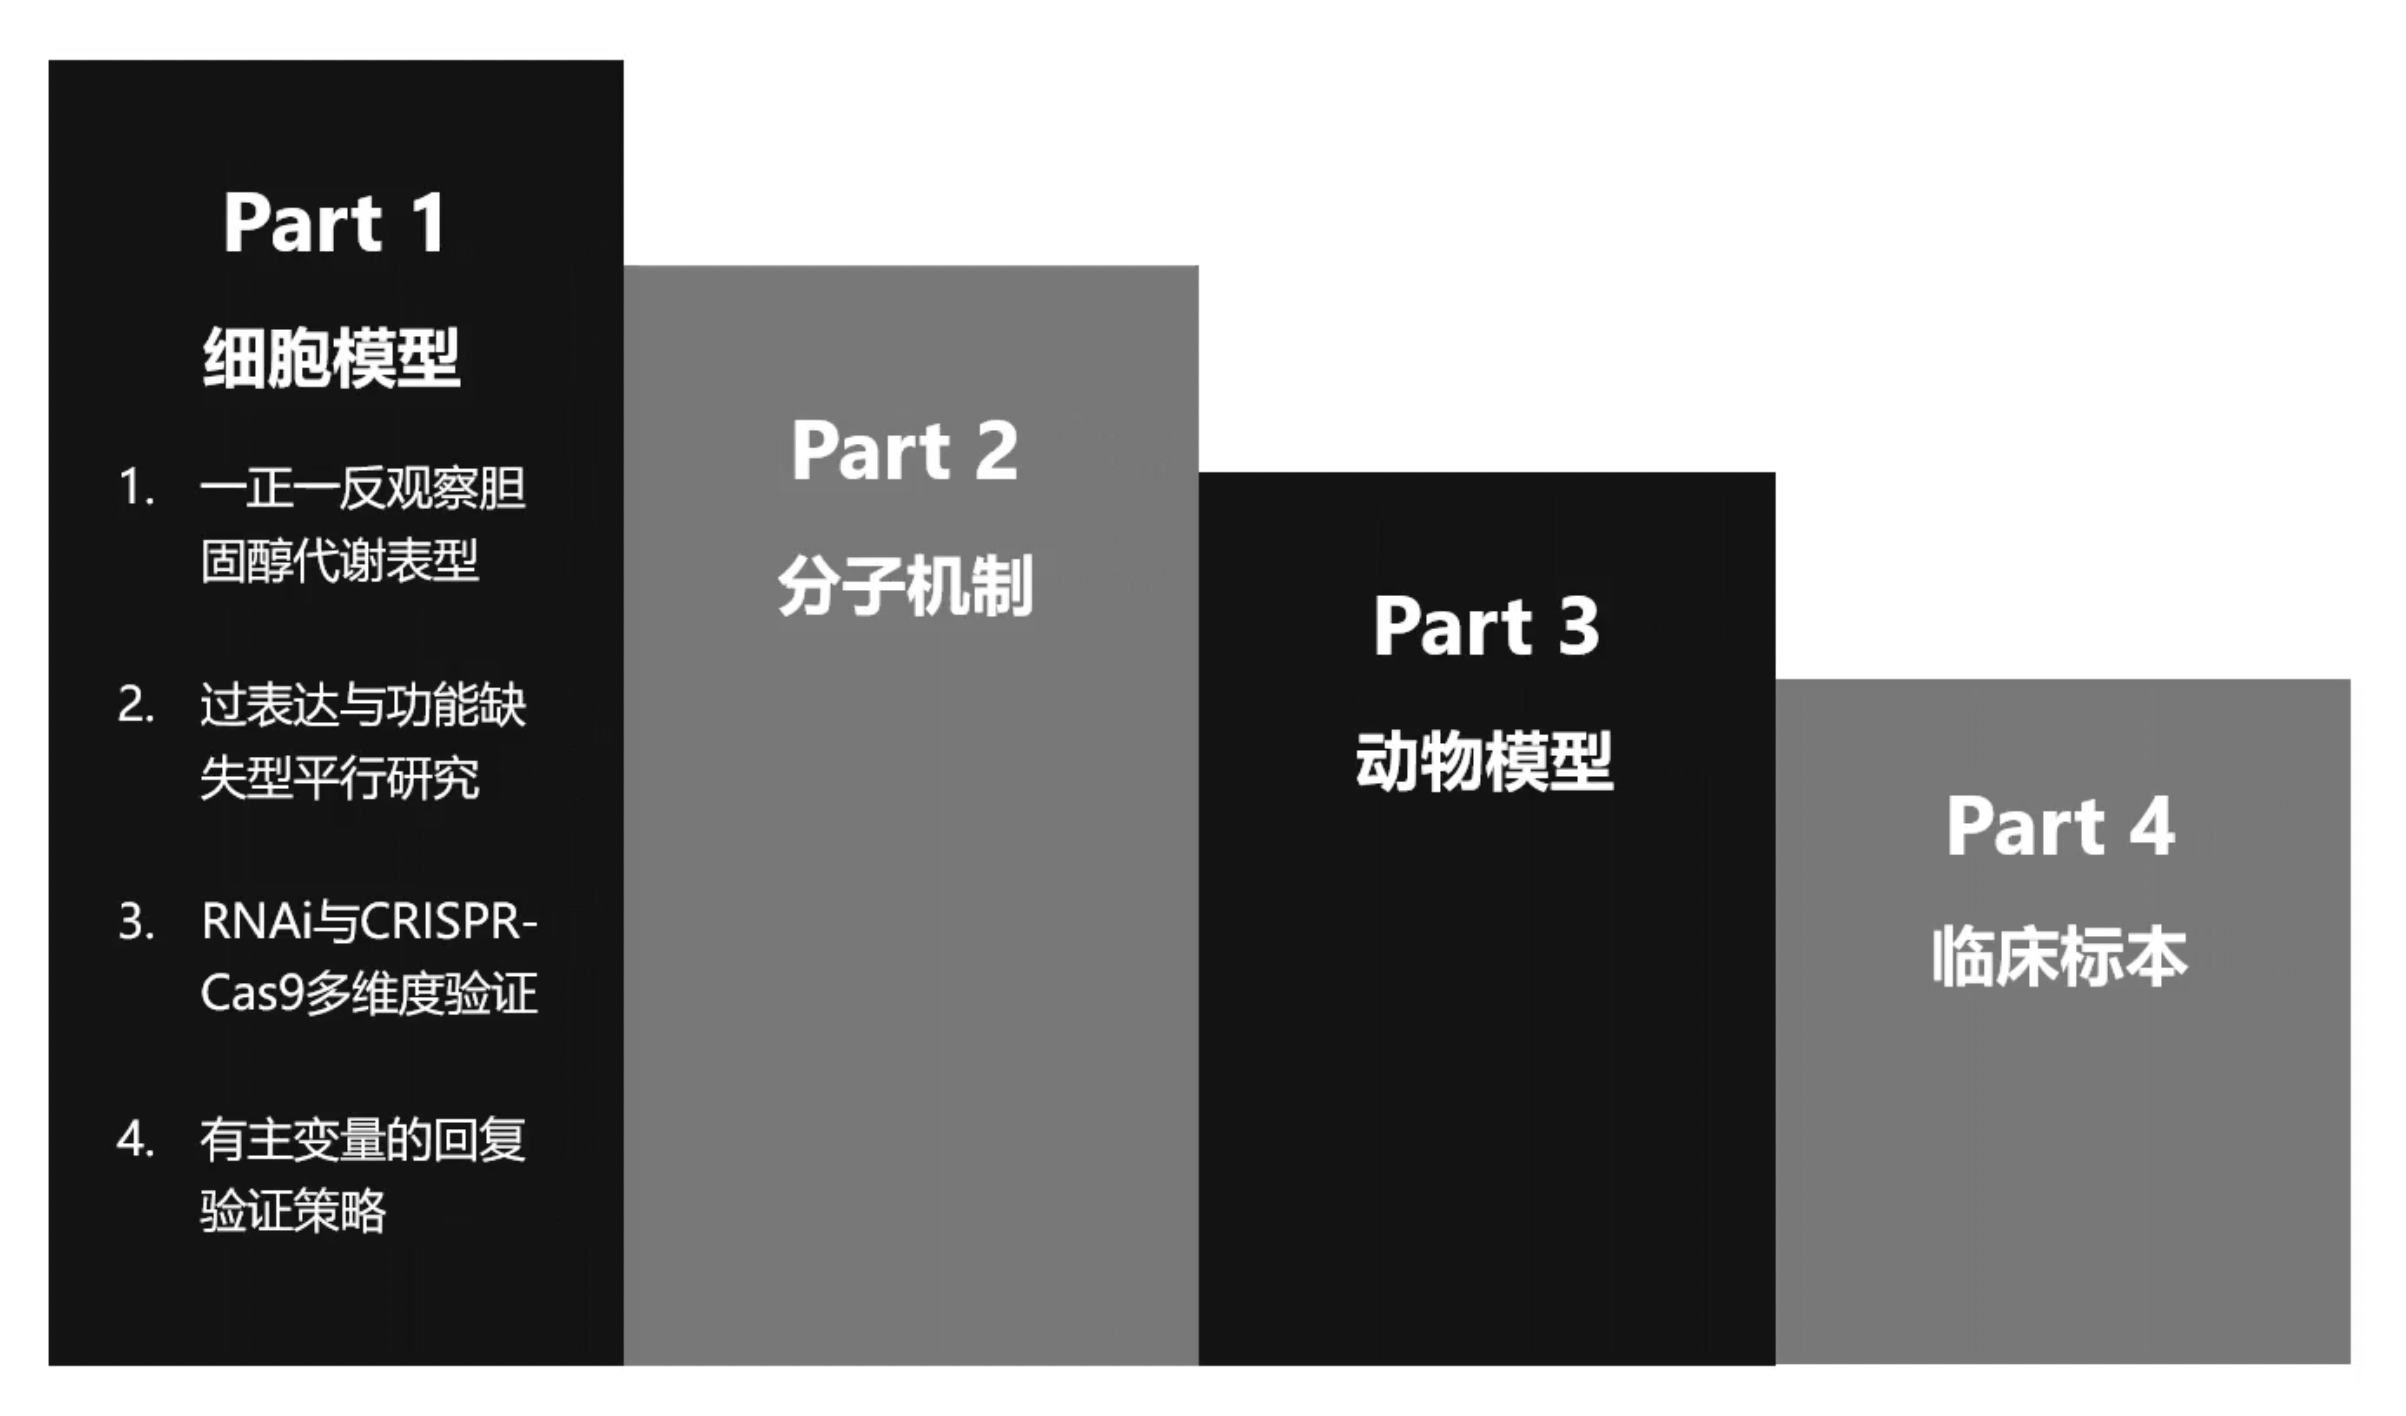 Part 1
细胞模型
1. 一正一反观察胆
固醇代谢表型
2. 过表达与功能缺
失型平行研究
3. RNAi与CRISPR-
Cas9多维度验证
4. 有主变量的回复
验证策略
Part 2
分子机制
Part 3
动物模型
Part 4
临床标本